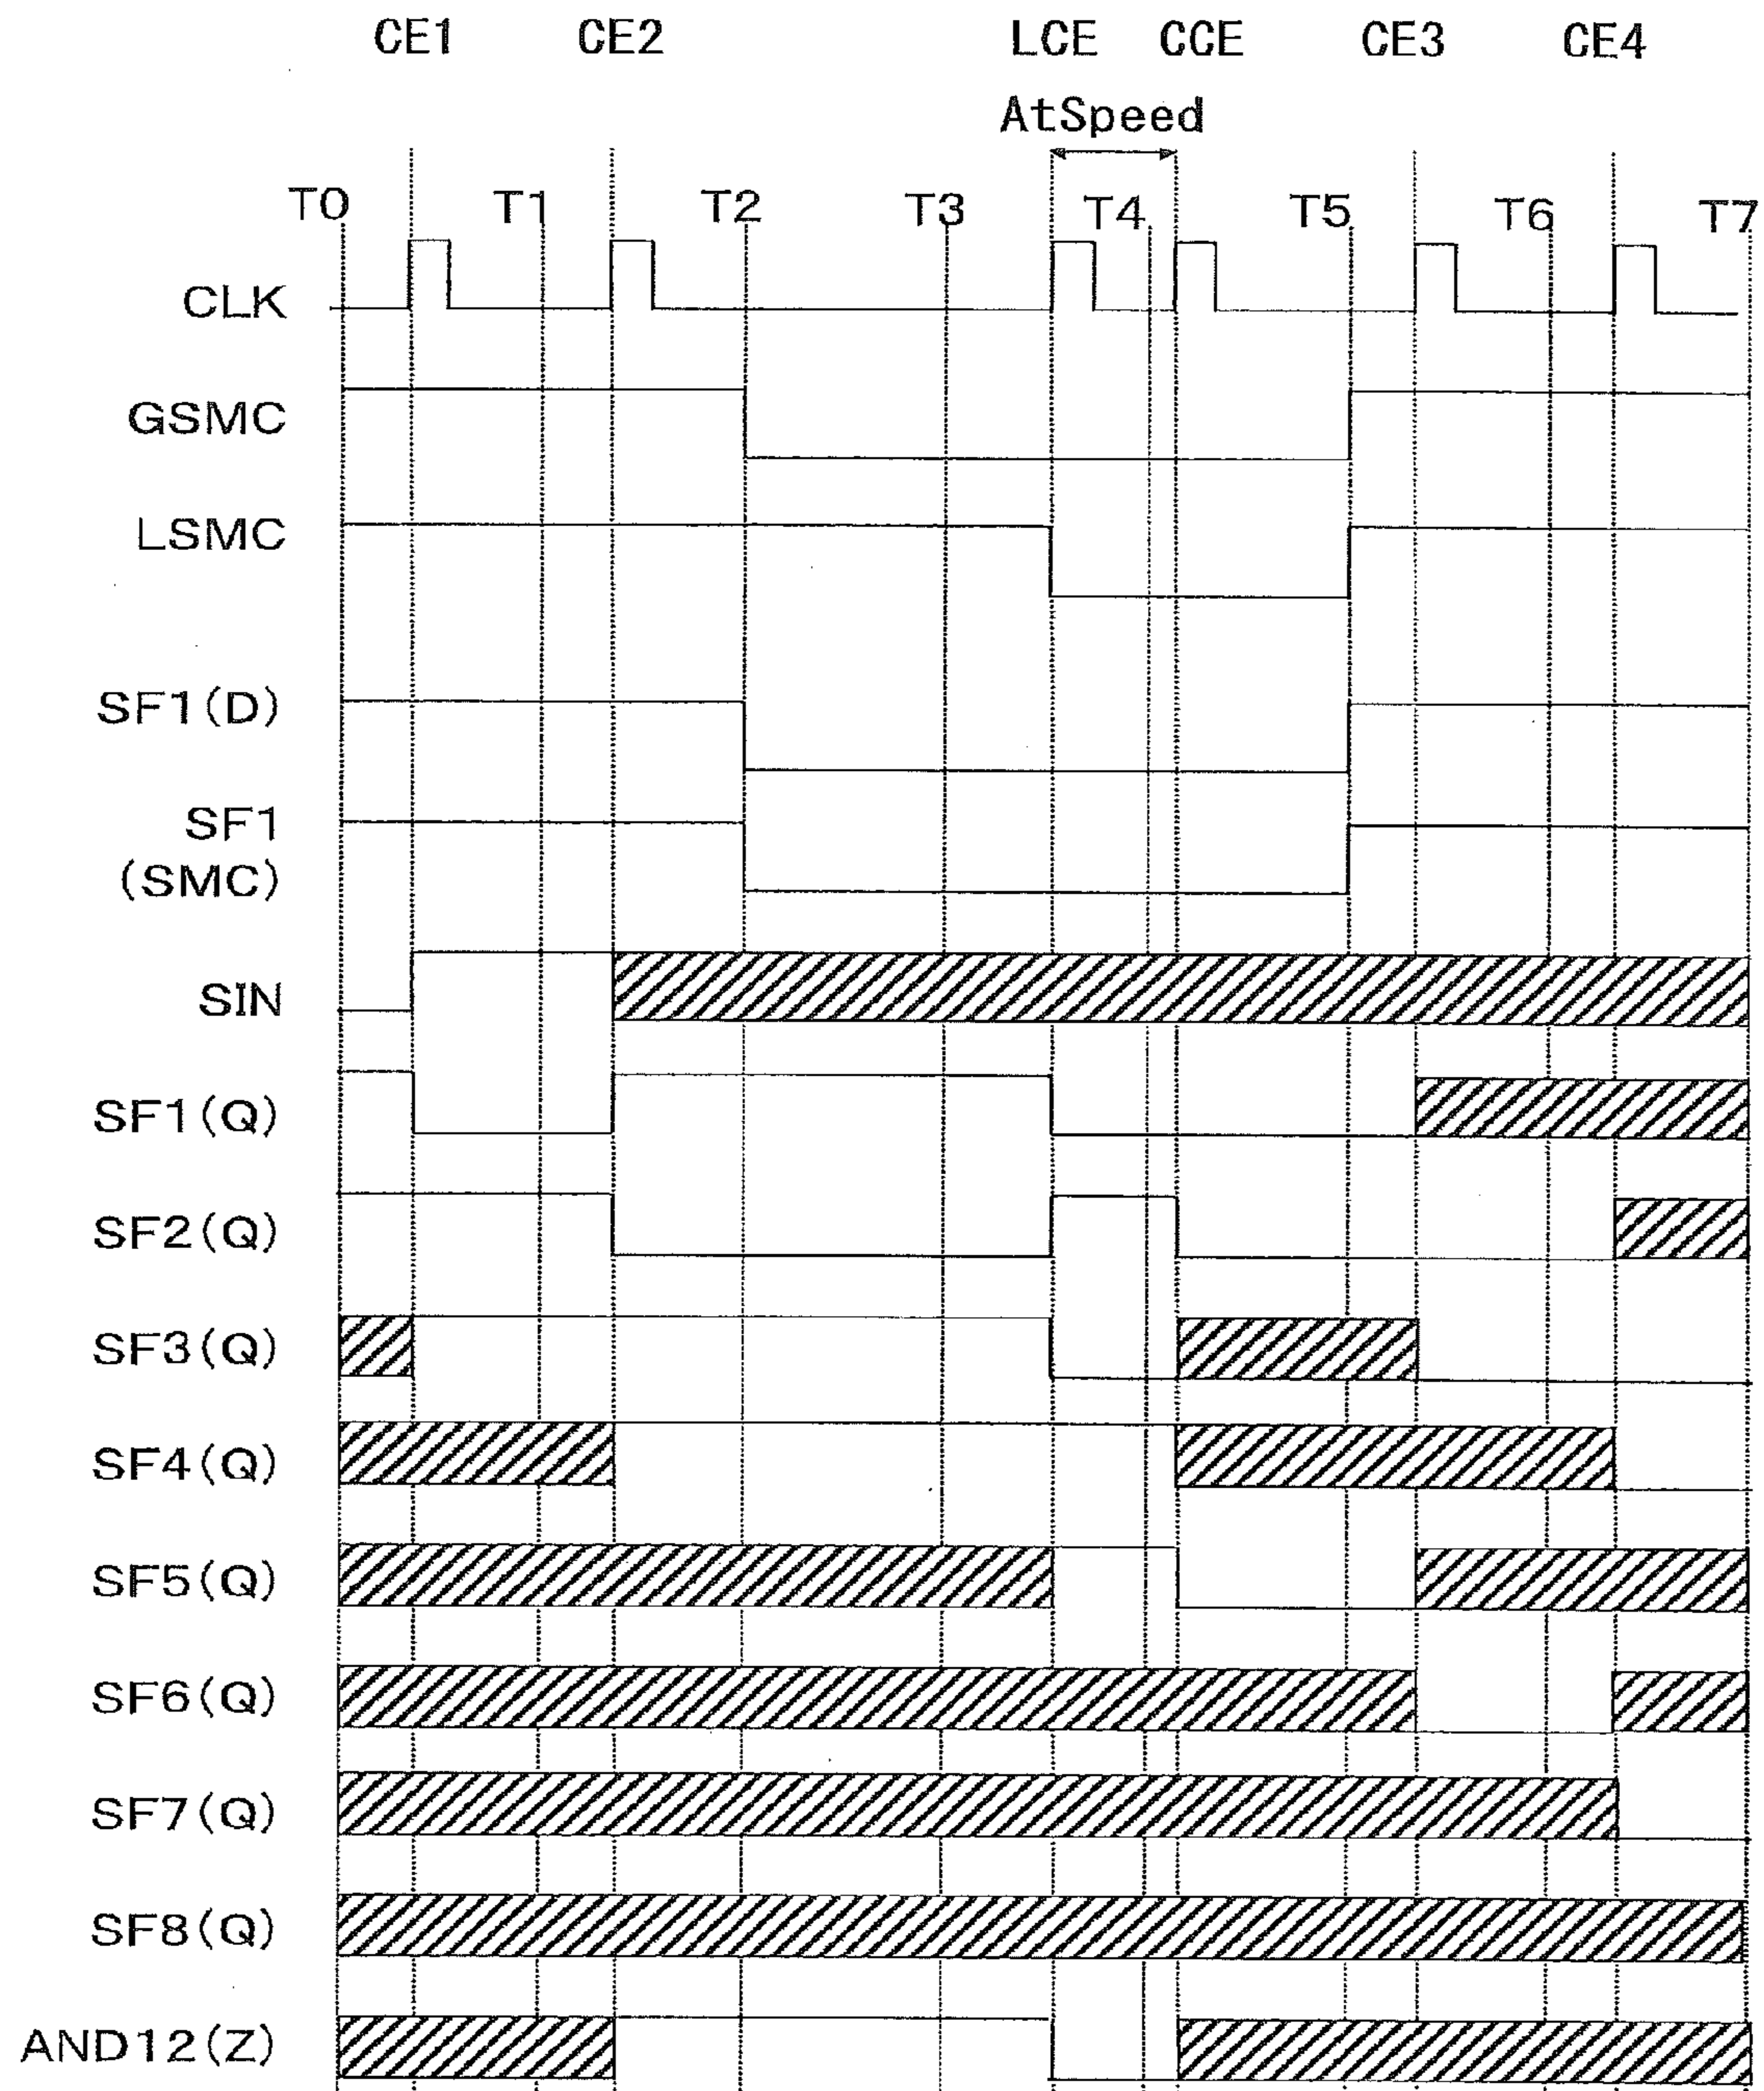 CE1 CE2 LCE CCE CE3 CE4
AtSpeed
T0 T1 T2 T3 T4 T5 T6 T7
CLK
GSMC
LSMC
SF1(D)
SF1
(SMC)
SIN
SF1(Q)
SF2(Q)
SF3(Q)
SF4(Q)
SF5(Q)
SF6(Q)
SF7(Q)
SF8(Q)
AND12(Z)